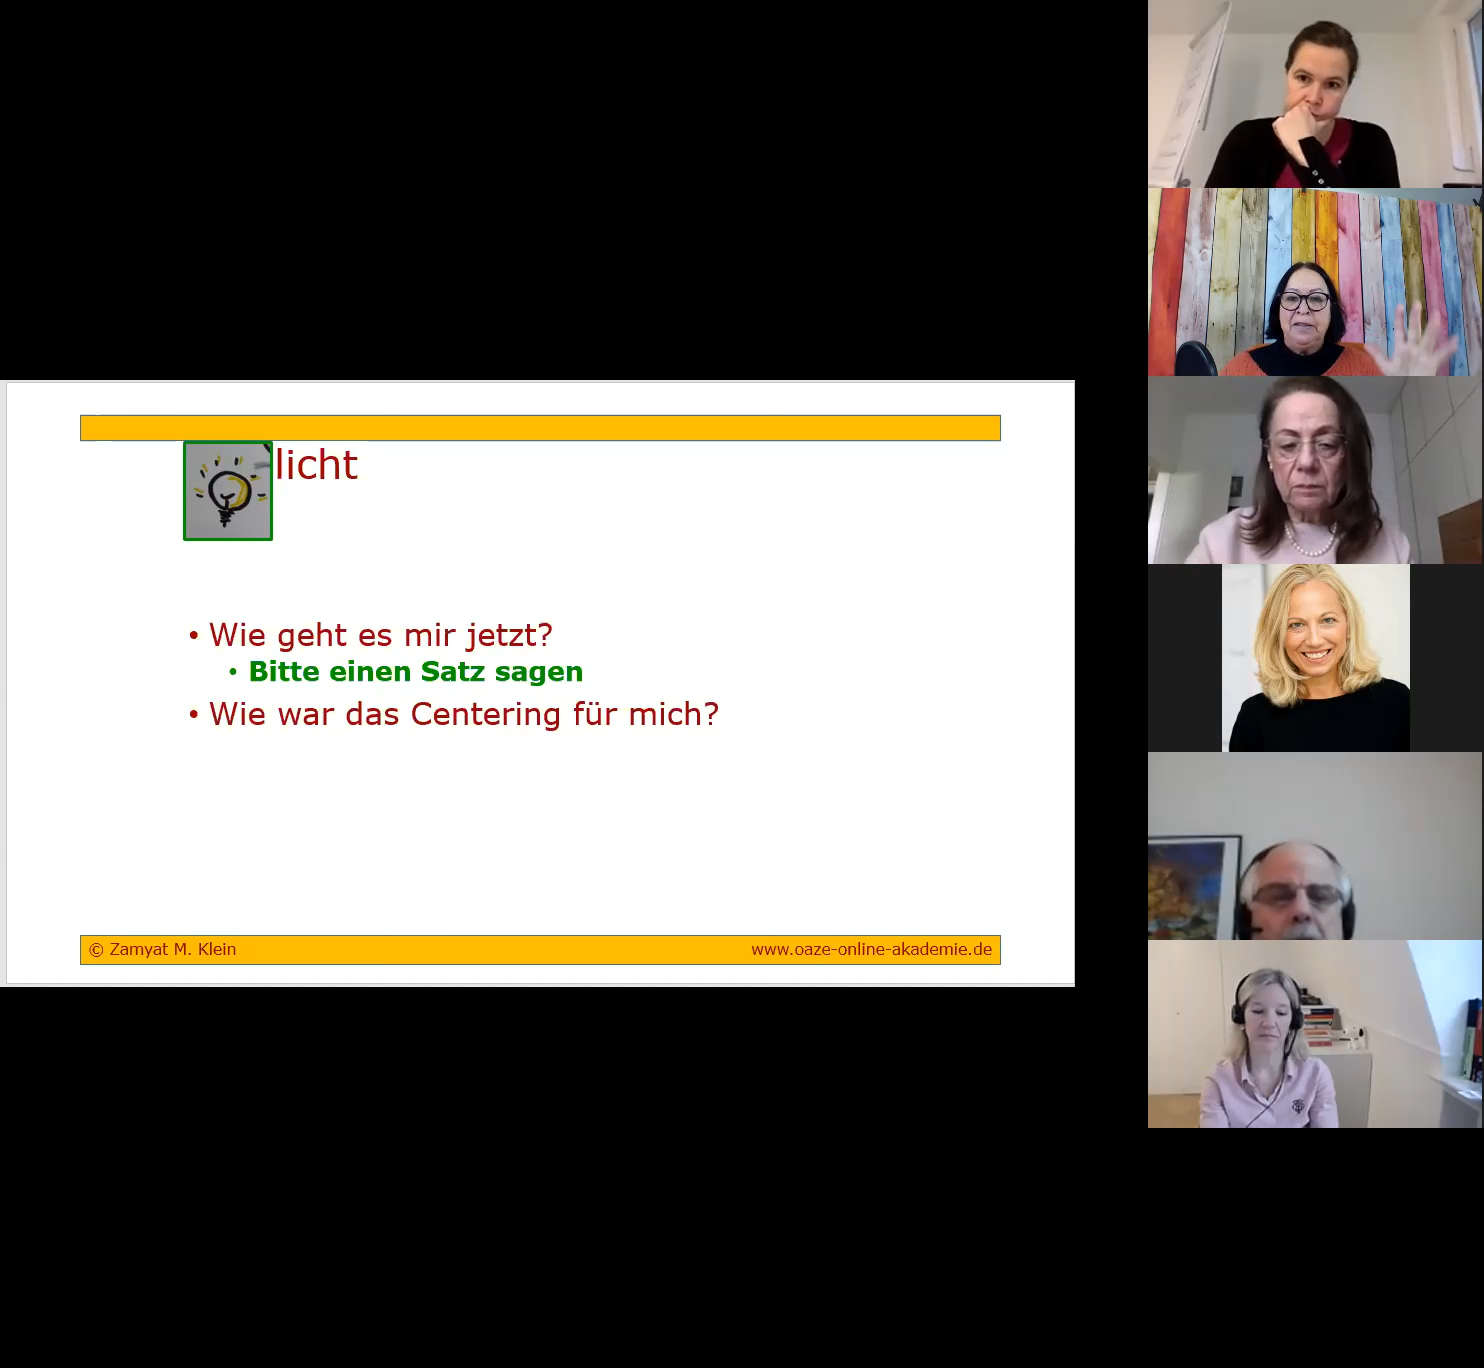 licht
• Wie geht es mir jetzt?
• Bitte einen Satz sagen
• Wie war das Centering für mich?
© Zamyat M. Klein
www.oaze-online-akademie.de